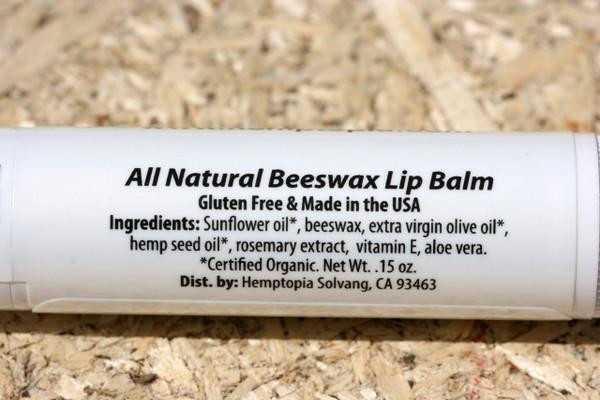 All Natural Beeswax Lip Balm
Gluten Free & Made in the USA
Ingredients: Sunflower oil*, beeswax, extra virgin olive oil*,
hemp seed oil*, rosemary extract, vitamin E, aloe vera.
*Certified Organic. Net Wt. .15 oz.
Dist. by: Hemptopia Solvang, CA 93463